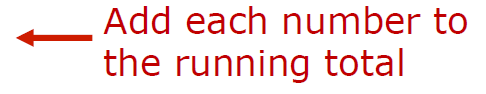 Add each number to
the running total